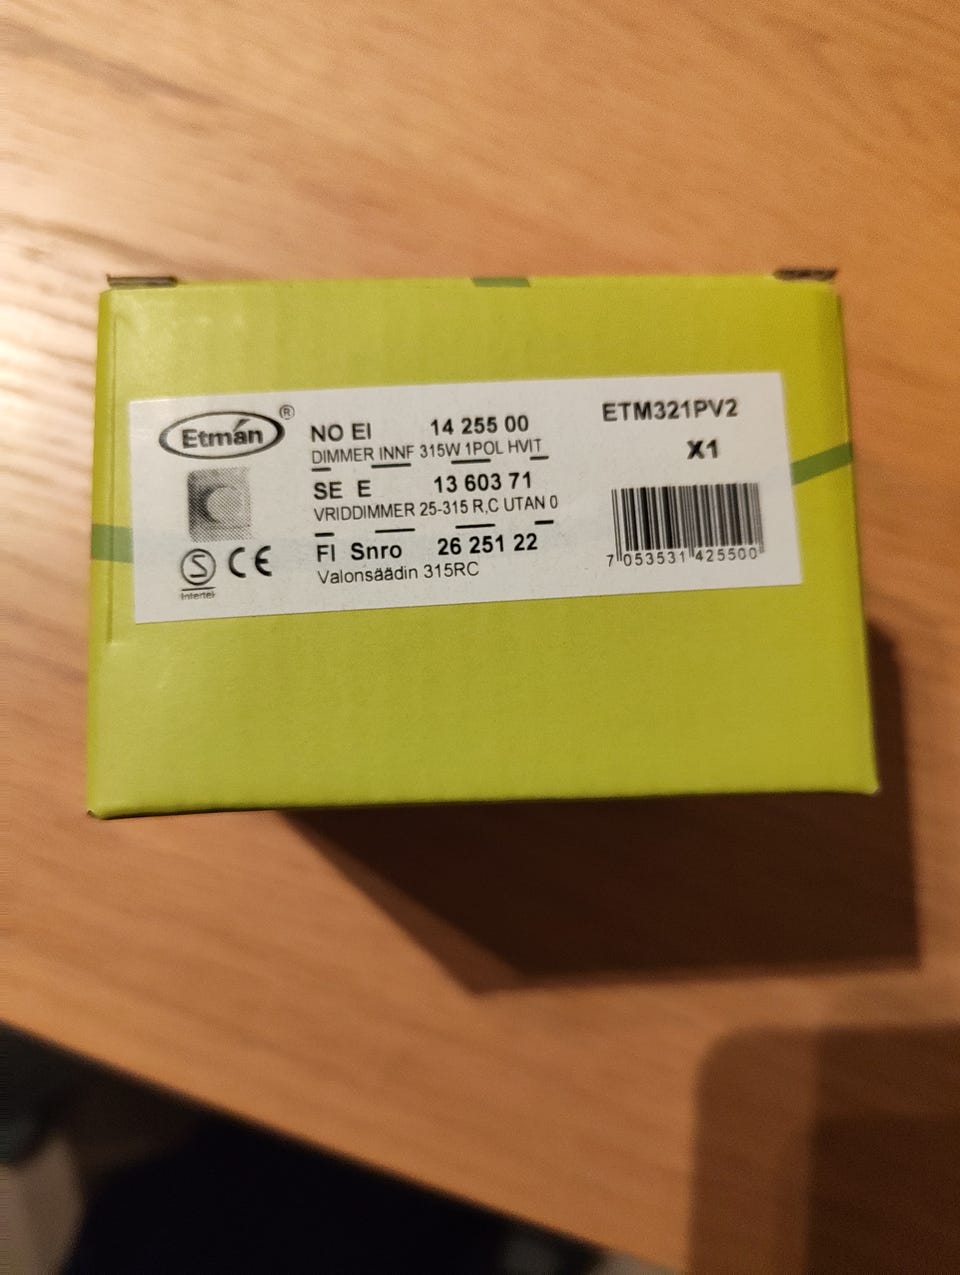 Etmán ®
NO El 14 255 00
DIMMER INNF 315W 1POL HVIT
SE E 13 603 71
VRIDDIMMER 25-315 R,C UTAN 0
FI Snro 26 251 22
Valonsäädin 315RC
S CE
Intertek
ETM321PV2
X1
7 053531 425500